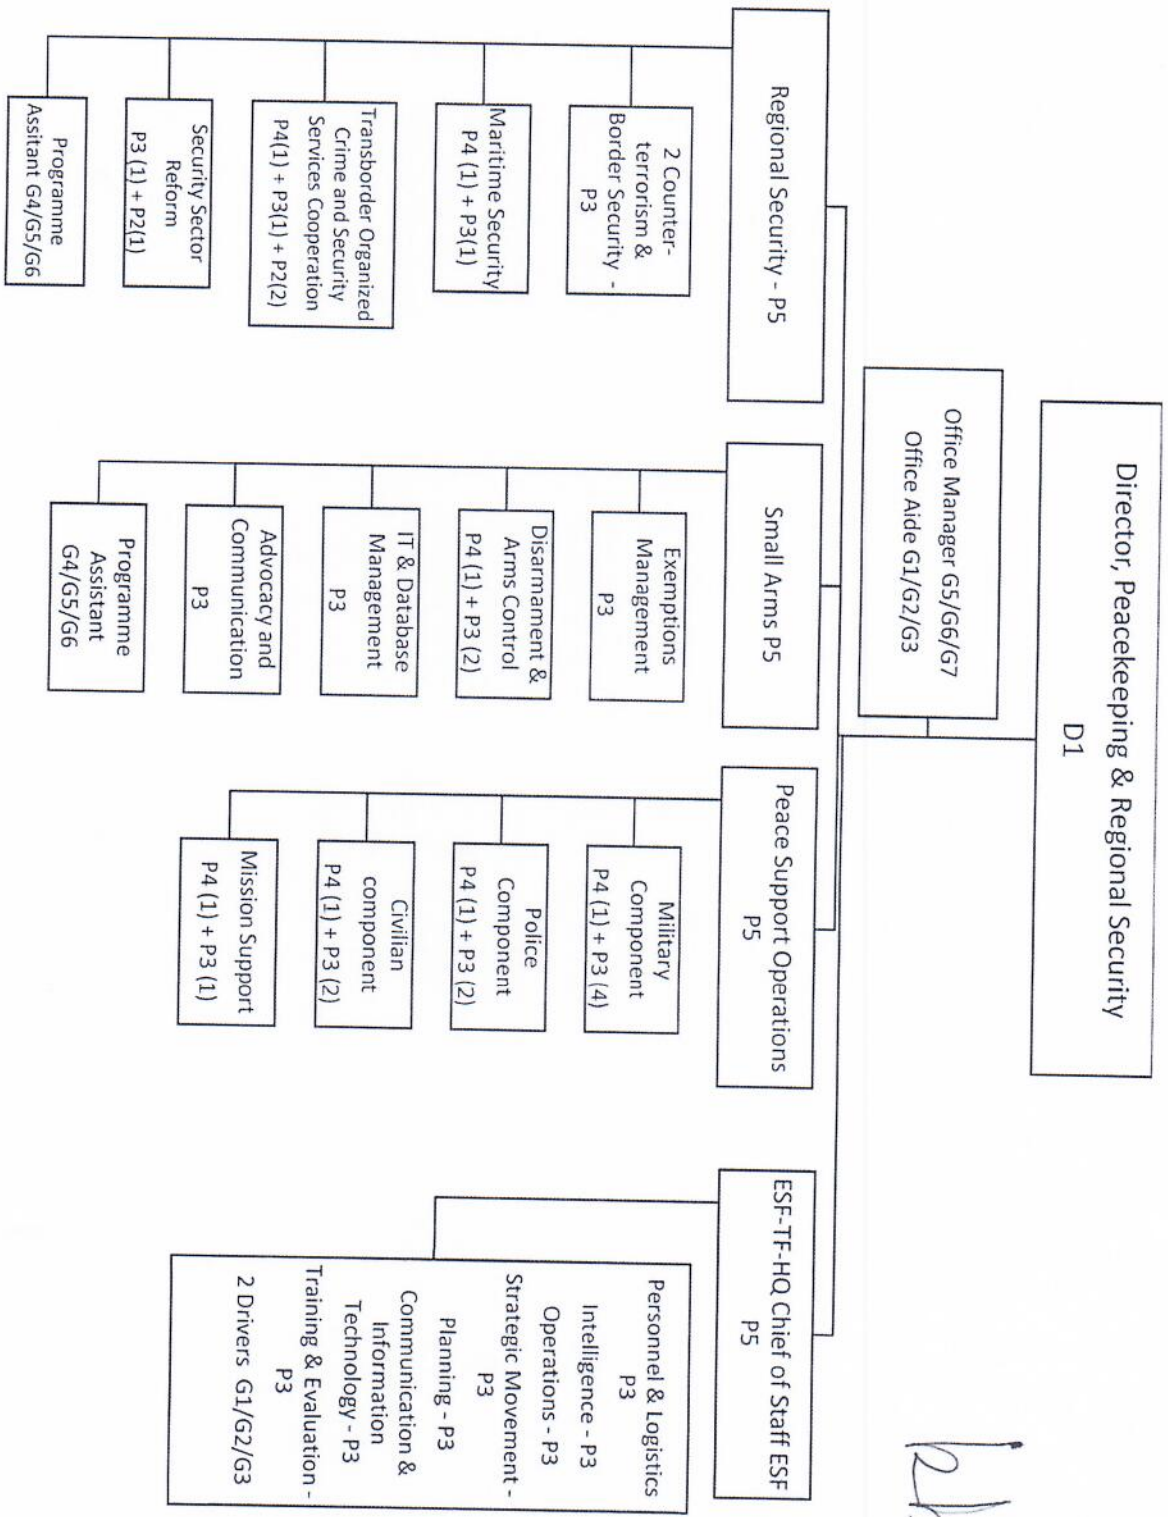 Director, Peacekeeping & Regional Security
D1
Office Manager G5/G6/G7
Office Aide G1/G2/G3
Regional Security - P5
2 Counter-
terrorism &
Border Security -
P3
Maritime Security
P4 (1) + P3(1)
Transborder Organized
Crime and Security
Services Cooperation
P4(1) + P3(1) + P2(2)
Security Sector
Reform
P3 (1) + P2(1)
Programme
Assitant G4/G5/G6
Small Arms P5
Exemptions
Management
P3
Disarmament &
Arms Control
P4 (1) + P3 (2)
IT & Database
Management
P3
Advocacy and
Communication
P3
Programme
Assistant
G4/G5/G6
Peace Support Operations
P5
Military
Component
P4 (1) + P3 (4)
Police
Component
P4 (1) + P3 (2)
Civilian
component
P4 (1) + P3 (2)
Mission Support
P4 (1) + P3 (1)
ESF-TF-HQ Chief of Staff ESF
P5
Personnel & Logistics
P3
Intelligence - P3
Operations - P3
Strategic Movement -
P3
Planning - P3
Communication &
Information
Technology - P3
Training & Evaluation -
P3
2 Drivers G1/G2/G3